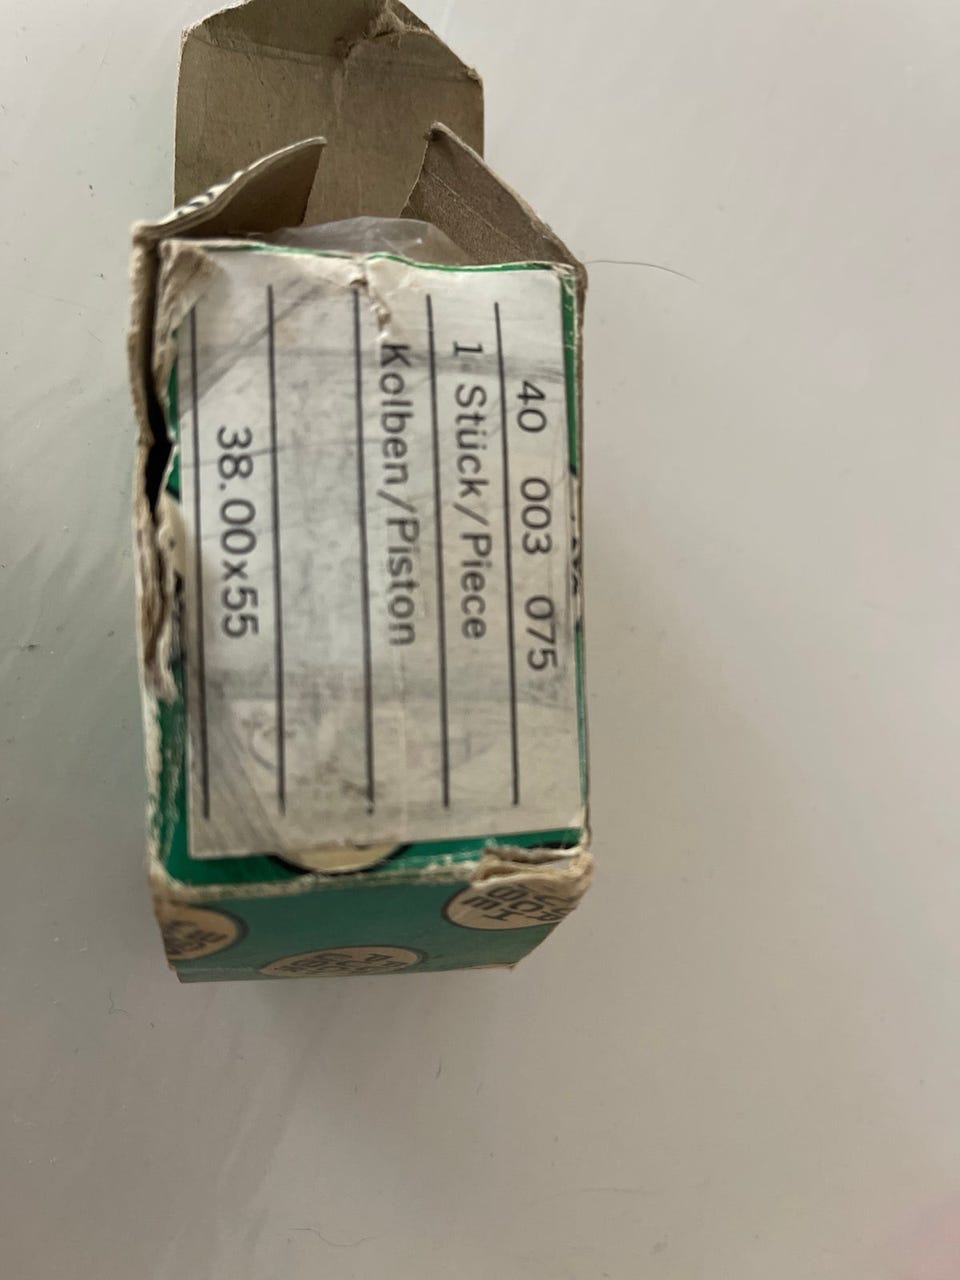 40 003 075
1 Stück/Piece
Kolben/Piston
38.00x55